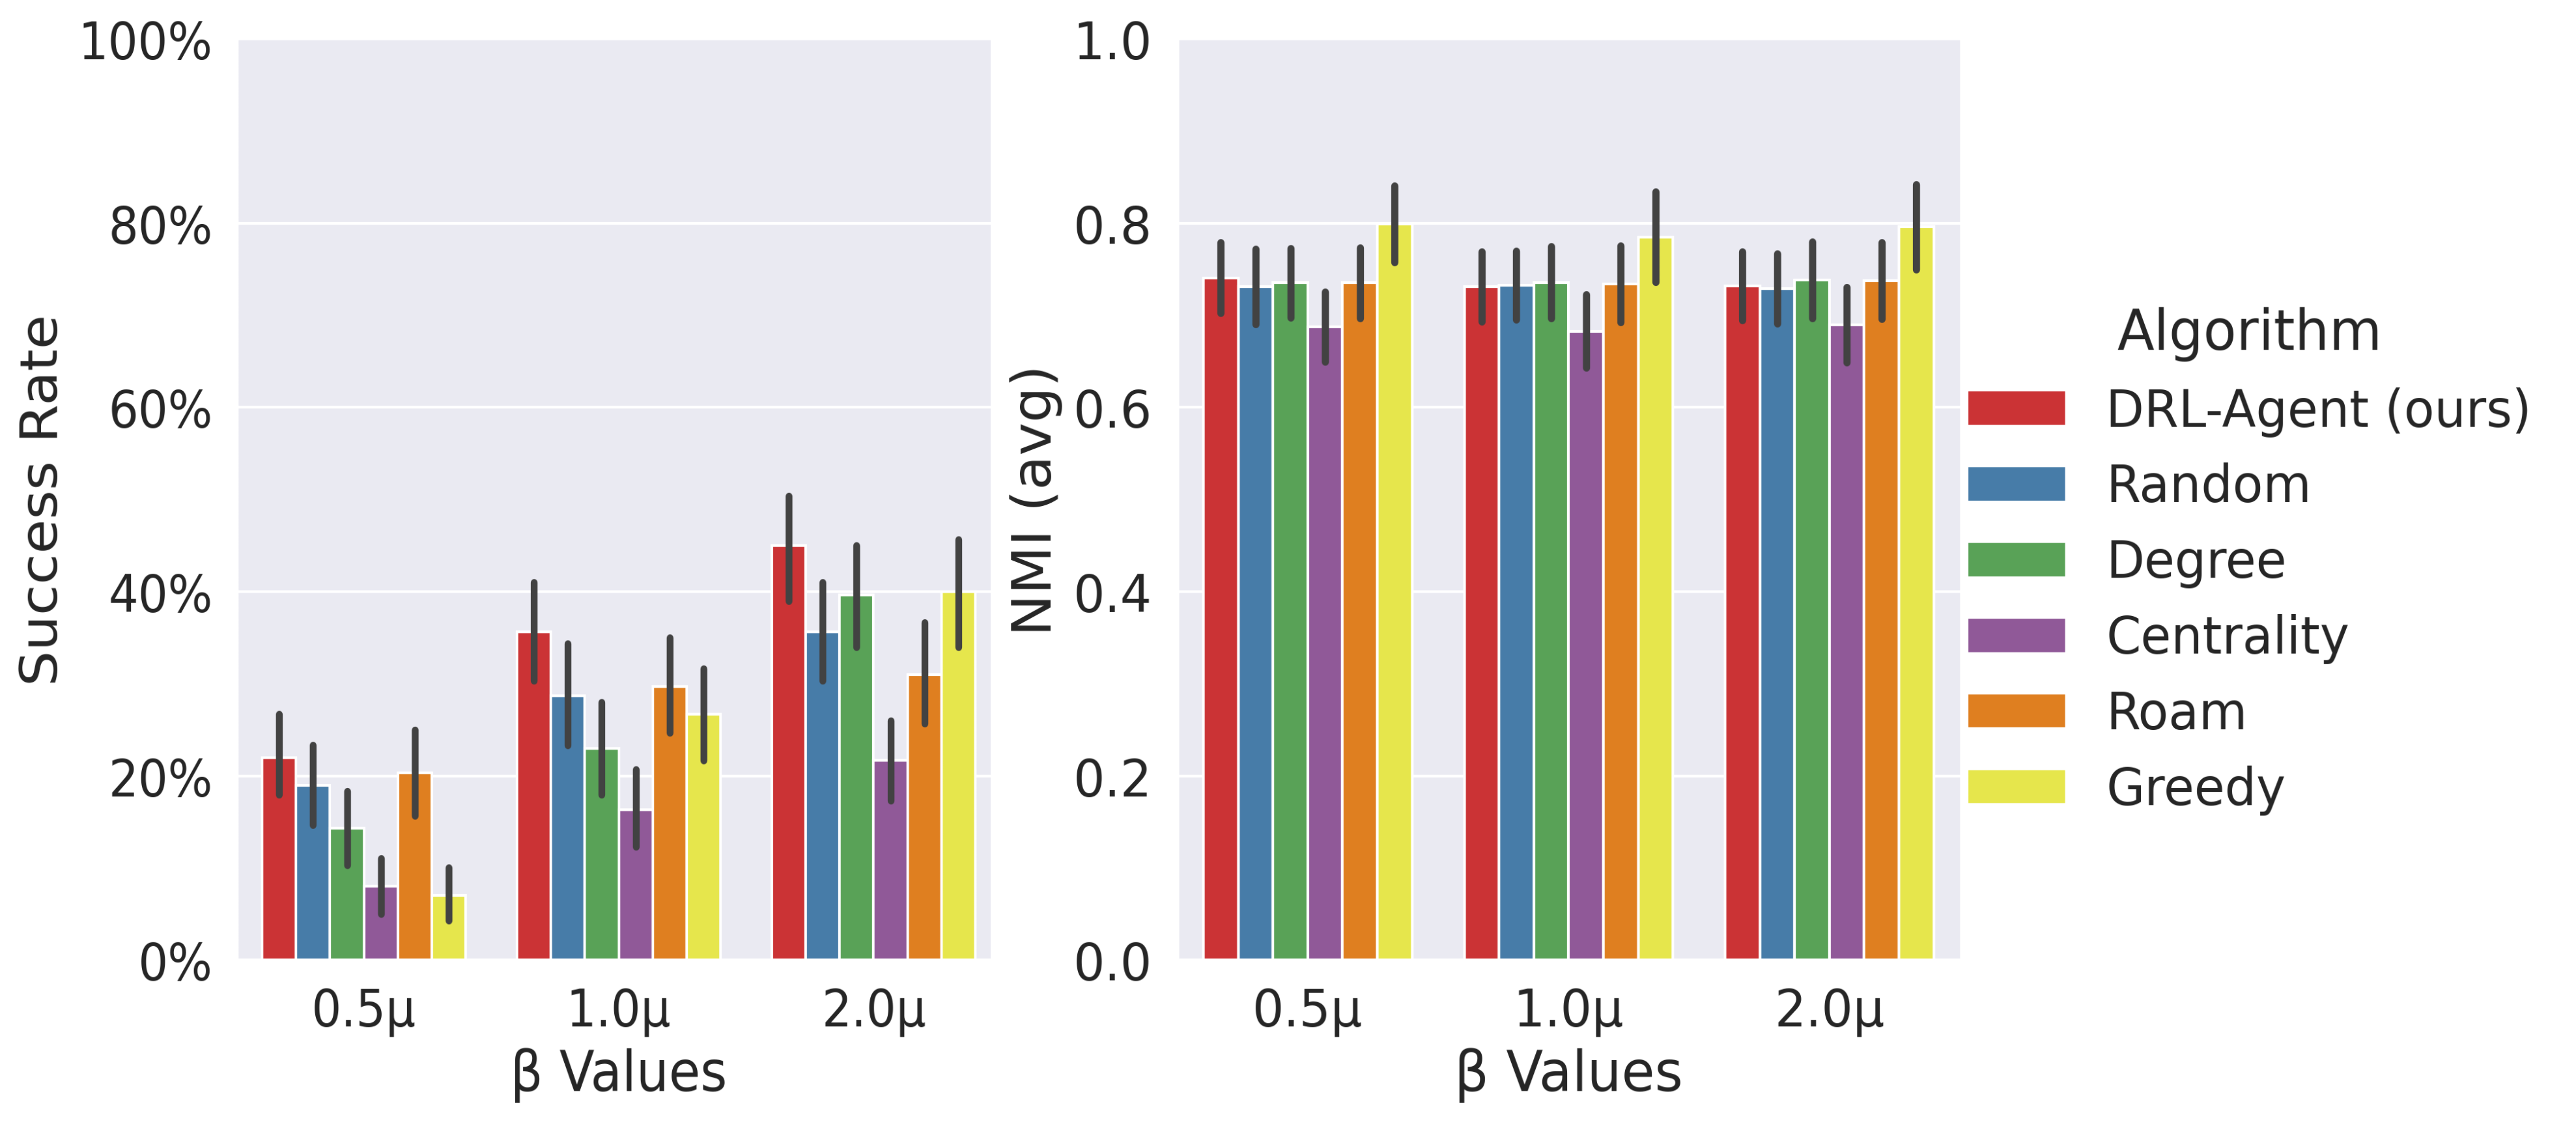 100%
80%
60%
40%
20%
0%
Success Rate
0.5μ 1.0μ 2.0μ
β Values
1.0
0.8
0.6
0.4
0.2
0.0
NMI (avg)
0.5μ 1.0μ 2.0μ
β Values
Algorithm
DRL-Agent (ours)
Random
Degree
Centrality
Roam
Greedy